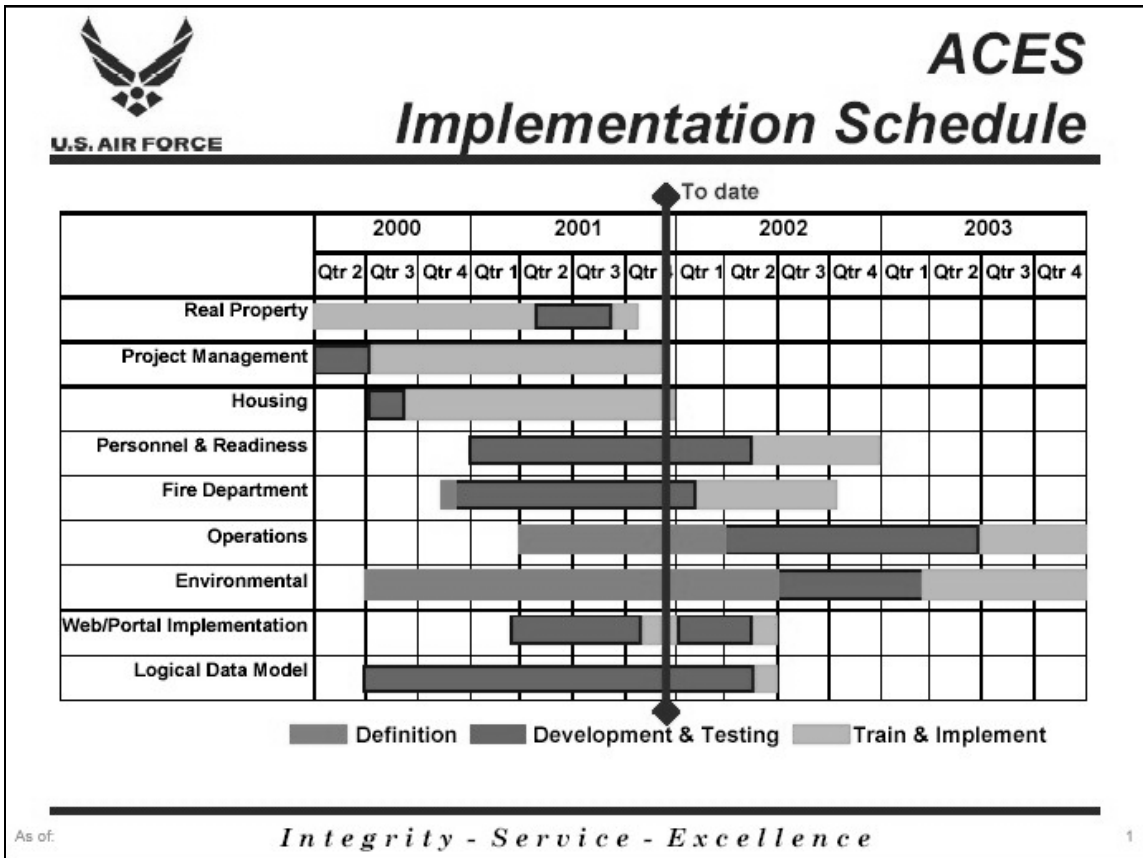 ACES
Implementation Schedule
U.S. AIR FORCE
To date
2000 2001 2002 2003
Qtr 2 Qtr 3 Qtr 4 Qtr 1 Qtr 2 Qtr 3 Qtr Qtr 1 Qtr 2 Qtr 3 Qtr 4 Qtr 1 Qtr 2 Qtr 3 Qtr 4
Real Property
Project Management
Housing
Personnel & Readiness
Fire Department
Operations
Environmental
Web/Portal Implementation
Logical Data Model
Definition Development & Testing Train & Implement
As of: Integrity - Service - Excellence 1